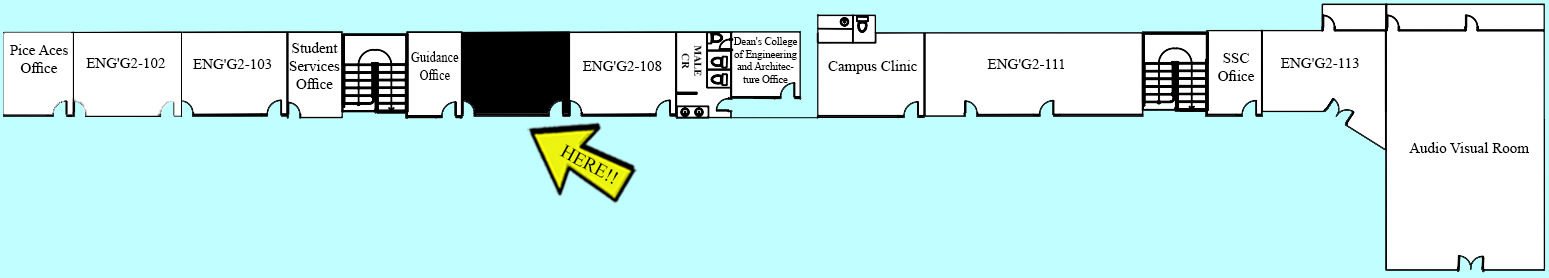 Pice Aces
Office
ENG'G2-102
ENG'G2-103
Student
Services
Office
Guidance
Office
ENG'G2-108
MALE
CR
Dean's College
of Engineering
and Architec-
ture Office
Campus Clinic
ENG'G2-111
SSC
Ofiice
ENG'G2-113
Audio Visual Room
HERE!!